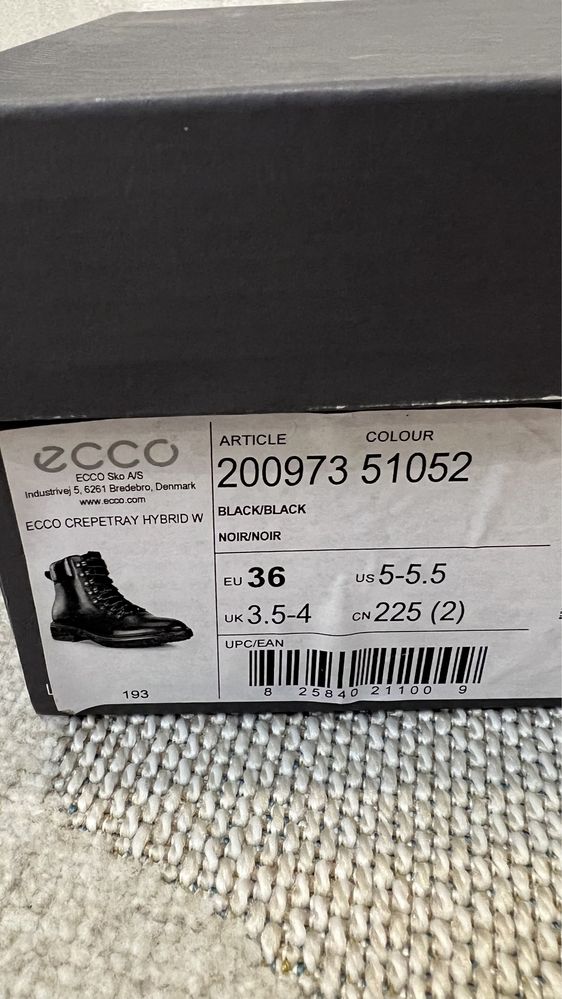 ecco
ECCO Sko A/S
Industrivej 5, 6261 Bredebro, Denmark
www.ecco.com
ECCO CREPETRAY HYBRID W
193
ARTICLE COLOUR
200973 51052
BLACK/BLACK
NOIR/NOIR
EU 36 US 5-5.5
UK 3.5-4 CN 225 (2)
UPC/EAN
8 25840 21100 9